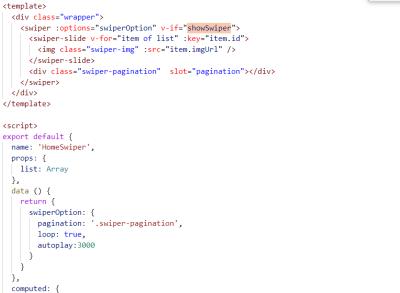 <template>
<div class="wrapper">
<swiper :options="swiperOption" v-if="showSwiper">
<swiper-slide v-for="item of list" :key="item.id">
<img class="swiper-img" :src="item.imgUrl" />
</swiper-slide>
<div class="swiper-pagination"  slot="pagination"></div>
</swiper>
</div>
</template>
<script>
export default {
name: 'HomeSwiper',
props: {
list: Array
},
data () {
return {
swiperOption: {
pagination: '.swiper-pagination',
loop: true,
autoplay:3000
}
}
},
computed: {